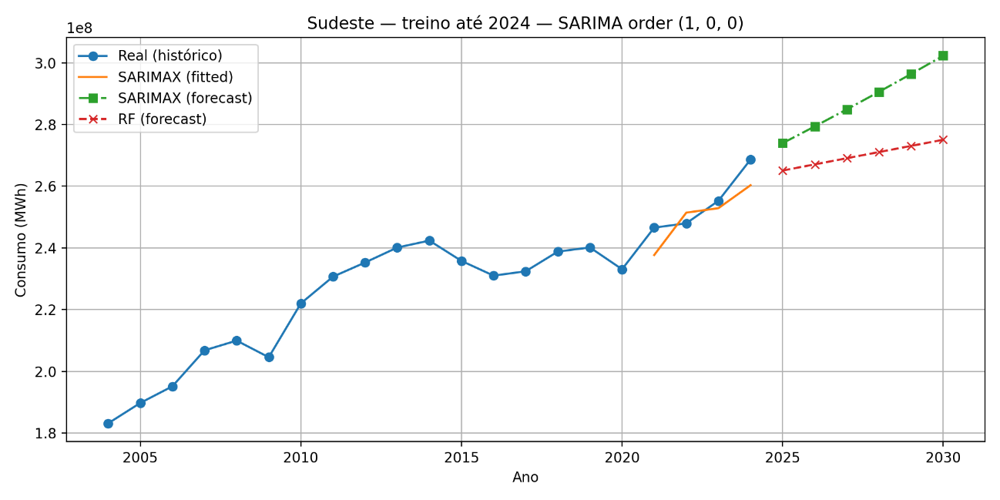 Sudeste — treino até 2024 — SARIMA order (1, 0, 0)
1e8
Real (histórico)
SARIMAX (fitted)
SARIMAX (forecast)
RF (forecast)
Consumo (MWh)
3.0
2.8
2.6
2.4
2.2
2.0
1.8
2005 2010 2015 2020 2025 2030
Ano